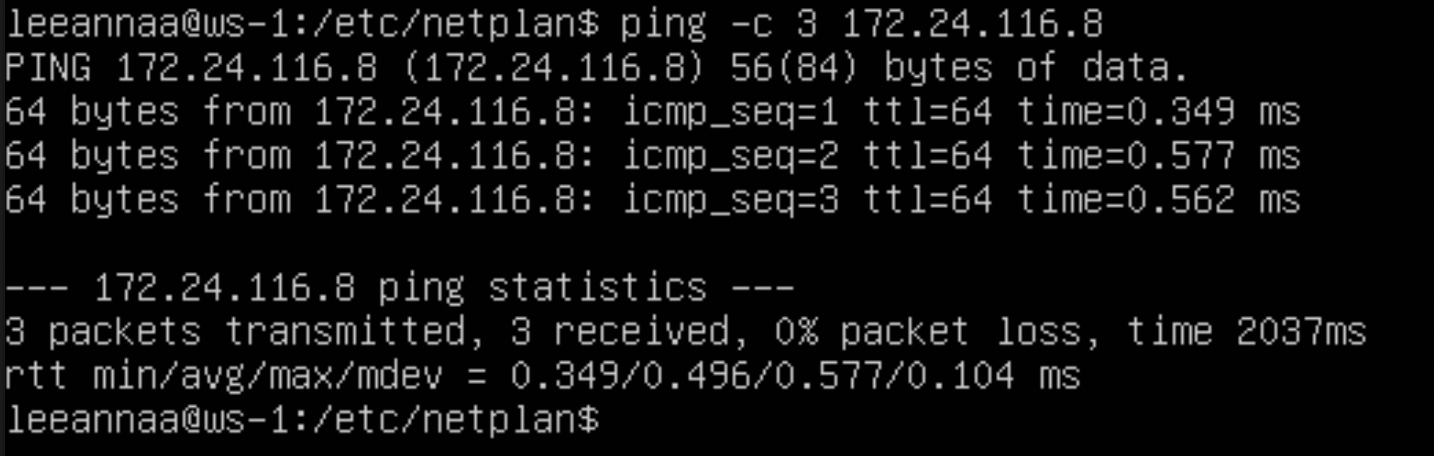 leeannaa@ws-1:/etc/netplan$ ping -c 3 172.24.116.8
PING 172.24.116.8 (172.24.116.8) 56(84) bytes of data.
64 bytes from 172.24.116.8: icmp_seq=1 ttl=64 time=0.349 ms
64 bytes from 172.24.116.8: icmp_seq=2 ttl=64 time=0.577 ms
64 bytes from 172.24.116.8: icmp_seq=3 ttl=64 time=0.562 ms
--- 172.24.116.8 ping statistics ---
3 packets transmitted, 3 received, 0% packet loss, time 2037ms
rtt min/avg/max/mdev = 0.349/0.496/0.577/0.104 ms
leeannaa@ws-1:/etc/netplan$